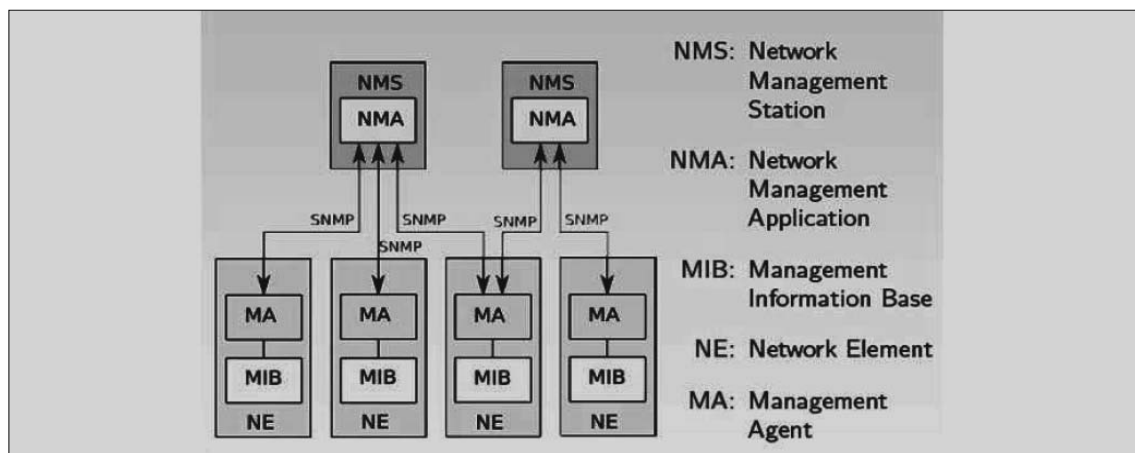 NMS
NMA
NMS
NMA
SNMP
SNMP
SNMP
SNMP
SNMP
MA
MIB
NE
MA
MIB
NE
MA
MIB
NE
MA
MIB
NE
NMS: Network
Management
Station
NMA: Network
Management
Application
MIB: Management
Information Base
NE: Network Element
MA: Management
Agent